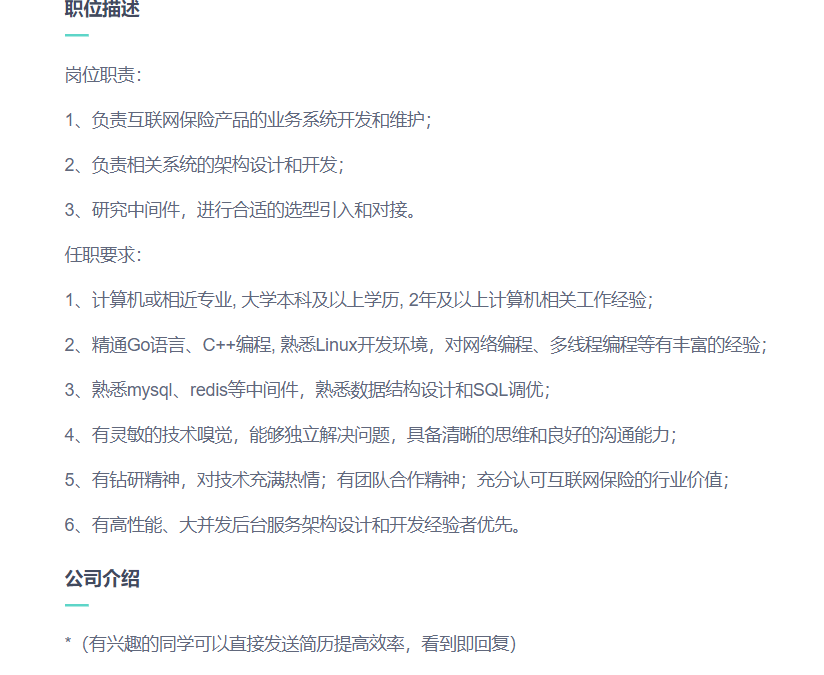 职位描述
岗位职责：
1、负责互联网保险产品的业务系统开发和维护；
2、负责相关系统的架构设计和开发；
3、研究中间件，进行合适的选型引入和对接。
任职要求：
1、计算机或相近专业, 大学本科及以上学历, 2年及以上计算机相关工作经验；
2、精通Go语言、C++编程, 熟悉Linux开发环境，对网络编程、多线程编程等有丰富的经验；
3、熟悉mysql、redis等中间件，熟悉数据结构设计和SQL调优；
4、有灵敏的技术嗅觉，能够独立解决问题，具备清晰的思维和良好的沟通能力；
5、有钻研精神，对技术充满热情；有团队合作精神；充分认可互联网保险的行业价值；
6、有高性能、大并发后台服务架构设计和开发经验者优先。
公司介绍
*（有兴趣的同学可以直接发送简历提高效率，看到即回复）